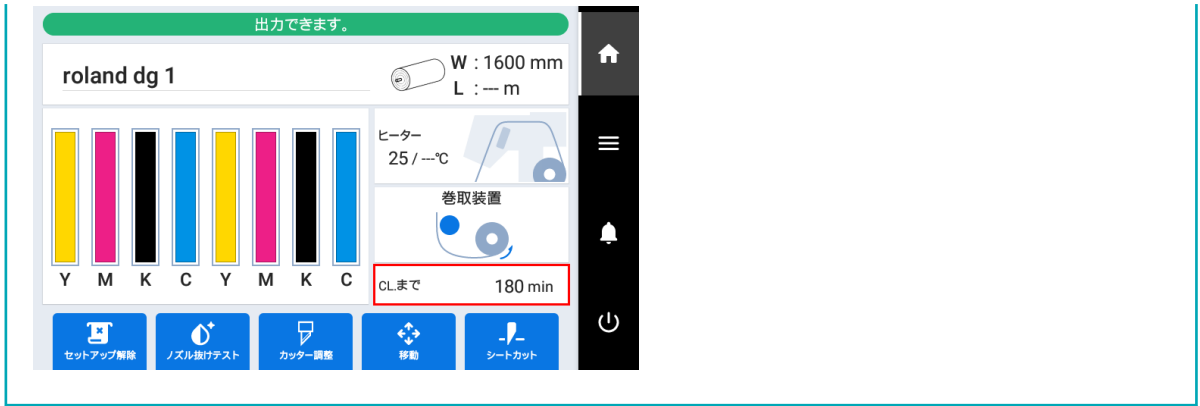 出力できます。
roland dg 1
W : 1600 mm
L : --- m
ヒーター
25 / ---℃
巻取装置
Y M K C Y M K C
CL.まで 180 min
セットアップ解除 ノズル抜けテスト カッター調整 移動 シートカット